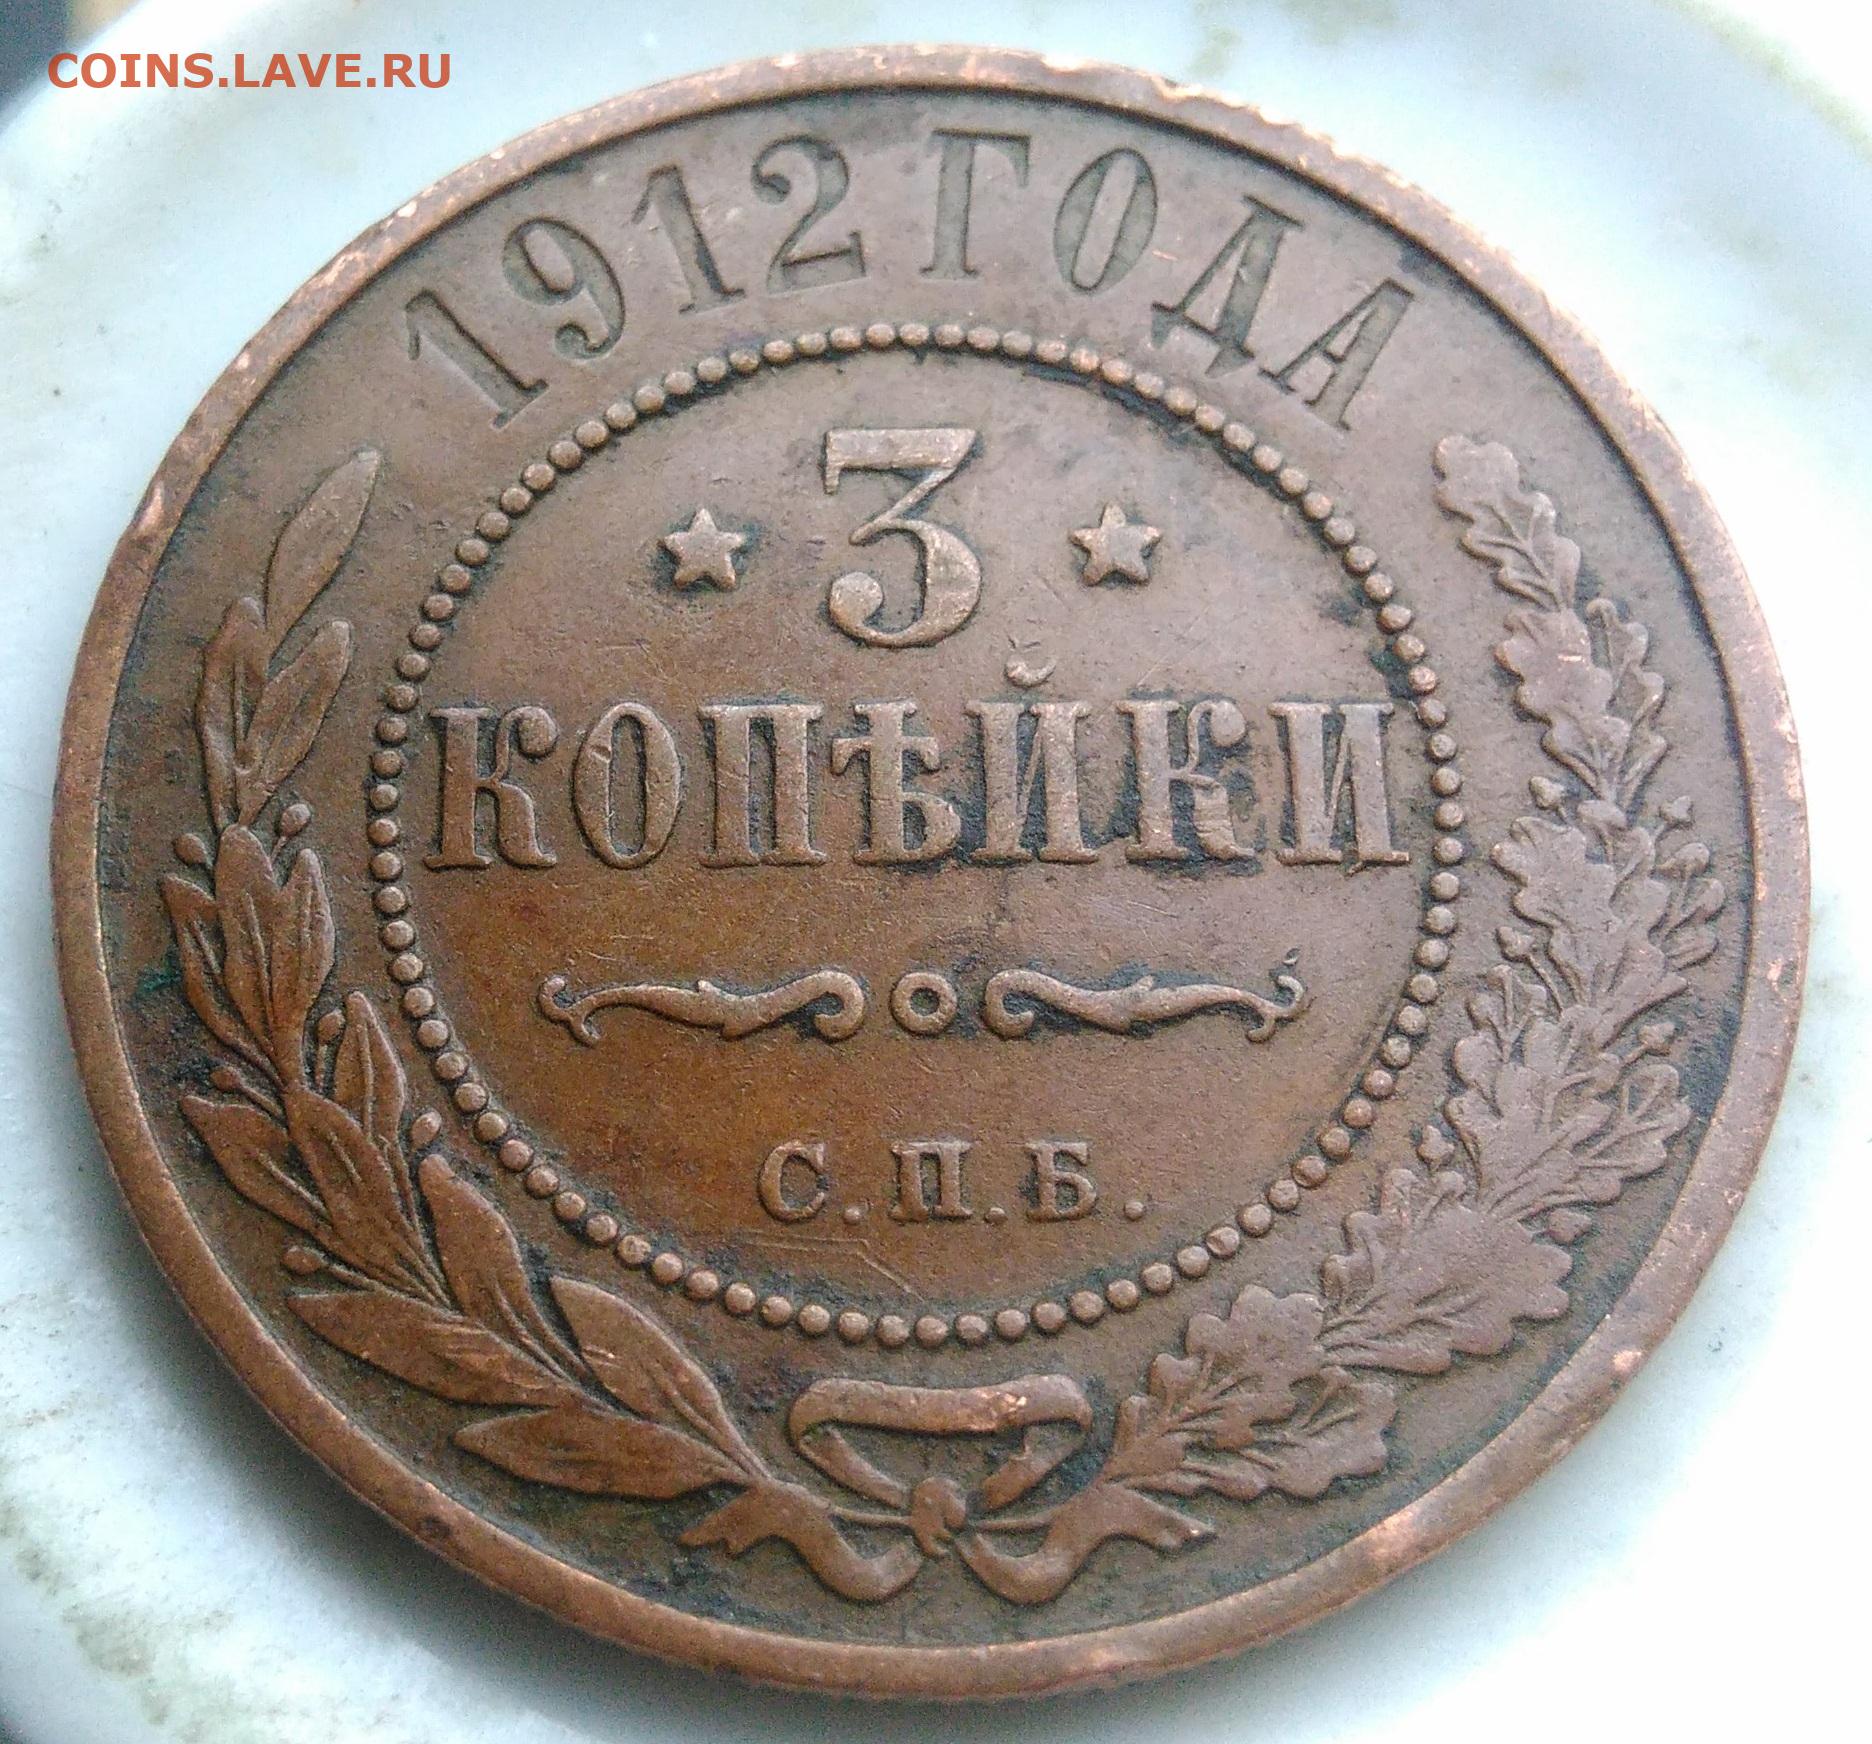 COINS.LAVE.RU
1912 ГОДА
3
КОПѢЙКИ
С.П.Б.